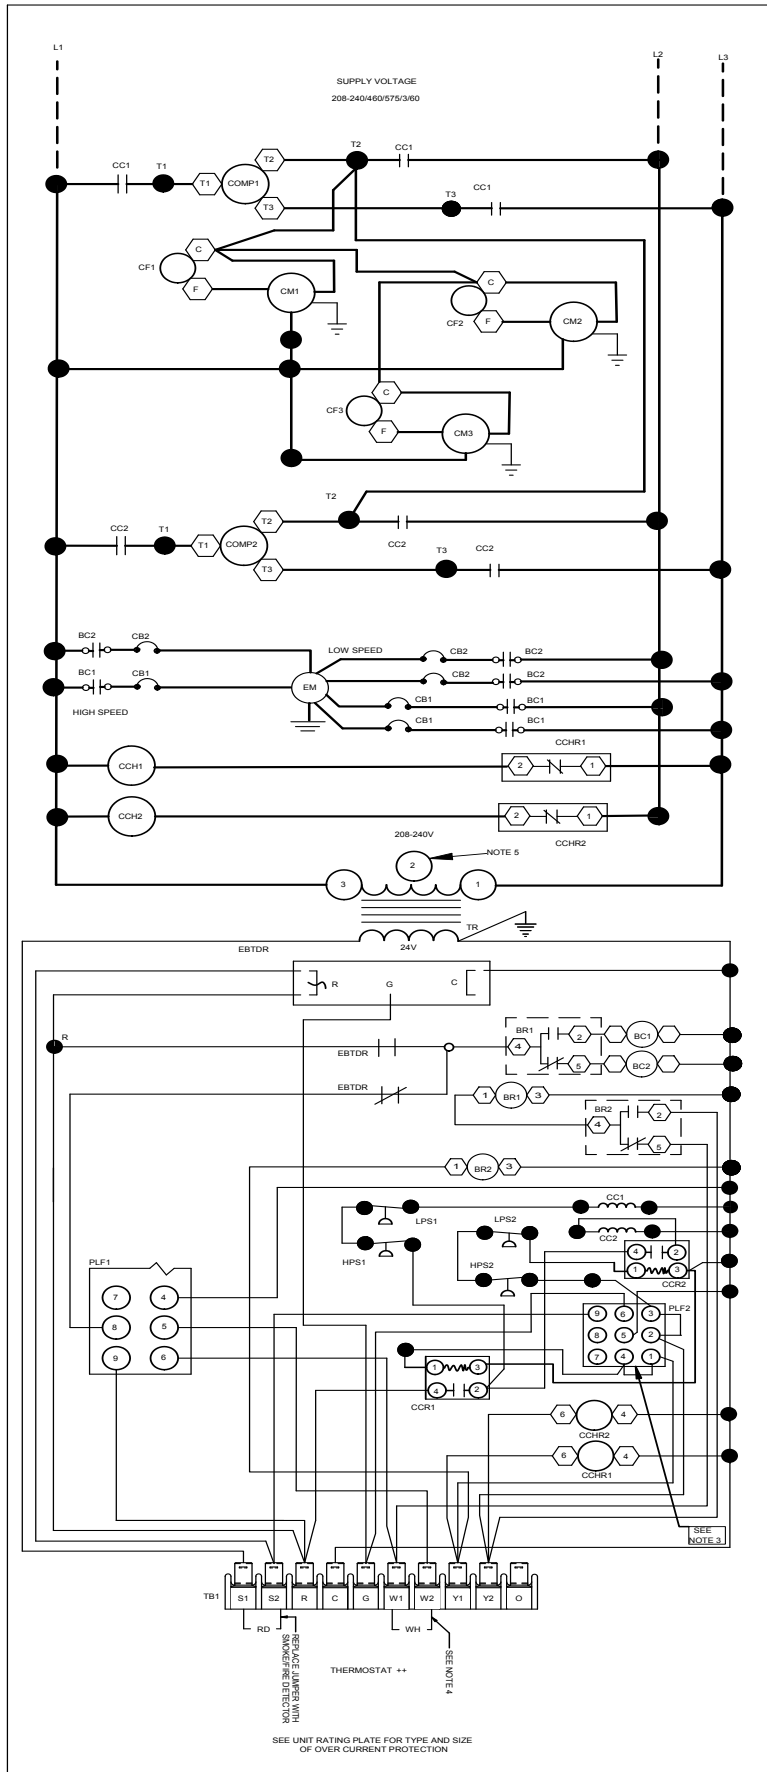 L1
L2
L3
SUPPLY VOLTAGE
208-240/460/575/3/60
T2
CC1
T2
CC1
T1
T1
COMP1
T3
T3
CC1
C
CF1
F
CM1
C
CF2
F
CM2
C
CF3
F
CM3
T2
CC2
T1
T1
COMP2
T2
CC2
T3
T3
CC2
BC2
CB2
LOW SPEED
CB2
BC2
BC1
CB1
EM
CB2
BC2
HIGH SPEED
CB1
BC1
CB1
BC1
CCHR1
CCH1
2
1
CCH2
2
1
CCHR2
208-240V
NOTE 5
3
2
1
TR
EBTDR
24V
R
G
C
R
EBTDR
BR1
4
2
BC1
5
BC2
EBTDR
1
BR1
3
BR2
4
2
5
1
BR2
3
LPS1
CC1
LPS2
CC2
HPS1
4
2
1
3
CCR2
HPS2
PLF1
7
4
8
5
9
6
9
6
3
PLF2
8
5
2
7
4
1
1
3
4
2
CCR1
6
4
CCHR2
6
4
CCHR1
SEE
NOTE 3
TB1
S1
S2
R
C
G
W1
W2
Y1
Y2
O
RD
WH
REPLACE JUMPER WITH
SMOKE/FIRE DETECTOR
SEE NOTE 4
THERMOSTAT ++
SEE UNIT RATING PLATE FOR TYPE AND SIZE
OF OVER CURRENT PROTECTION